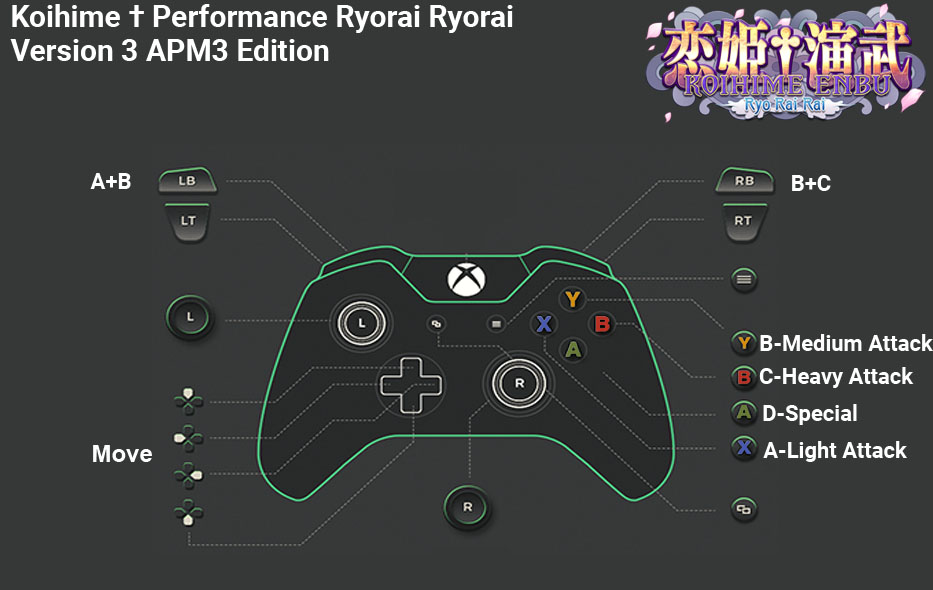 Koihime † Performance Ryorai Ryorai
Version 3 APM3 Edition
恋姫†演武
KOIHIME ENBU
Ryo Rai Rai
A+B
LB
RB
B+C
LT
RT
L
L
Y
X
B
A
R
Y B-Medium Attack
B C-Heavy Attack
A D-Special
X A-Light Attack
Move
R